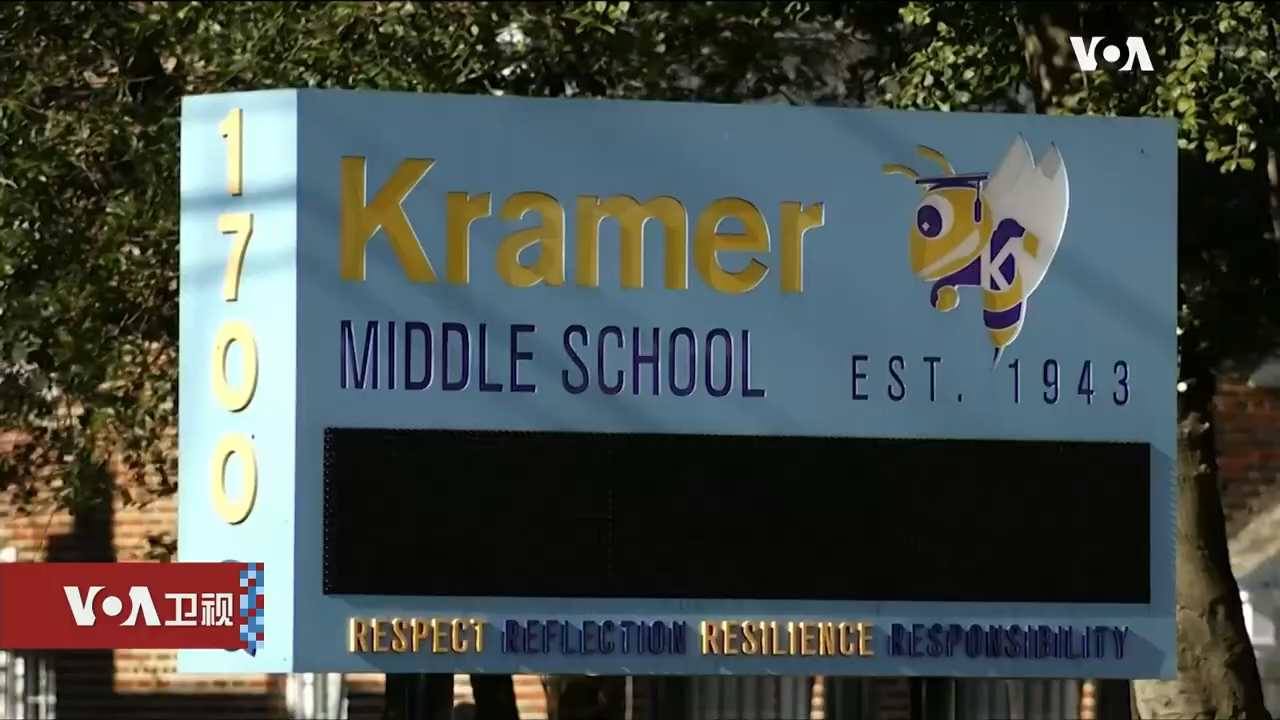 VOA
1700
Kramer
K
MIDDLE SCHOOL
EST. 1943
RESPECT REFLECTION RESILIENCE RESPONSIBILITY
VOA卫视